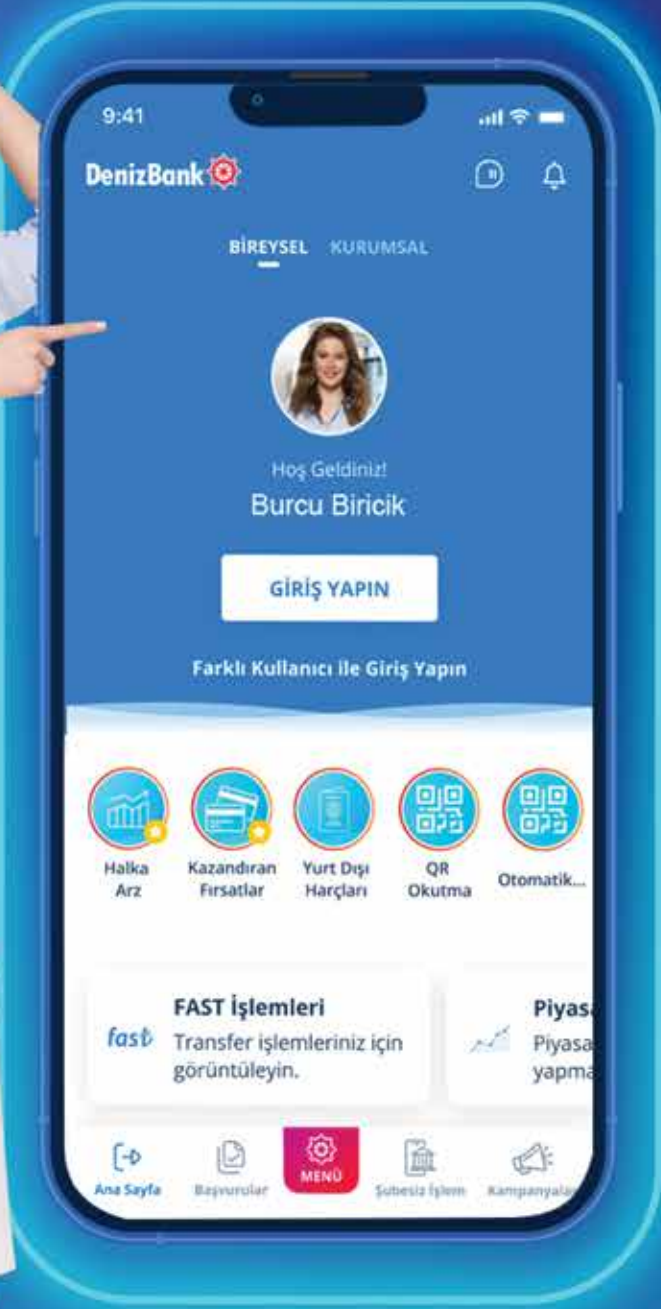 9:41
DenizBank
BİREYSEL KURUMSAL
Hoş Geldiniz!
Burcu Biricik
GİRİŞ YAPIN
Farklı Kullanıcı ile Giriş Yapın
Halka
Arz
Kazandıran
Fırsatlar
Yurt Dışı
Harçları
QR
Okutma
Otomatik...
FAST İşlemleri
fast
Transfer işlemleriniz için
görüntüleyin.
Piyasa
Piyasa
yapma
Ana Sayfa
Başvurular
MENÜ
Şubesiz İşlem
Kampanyalar